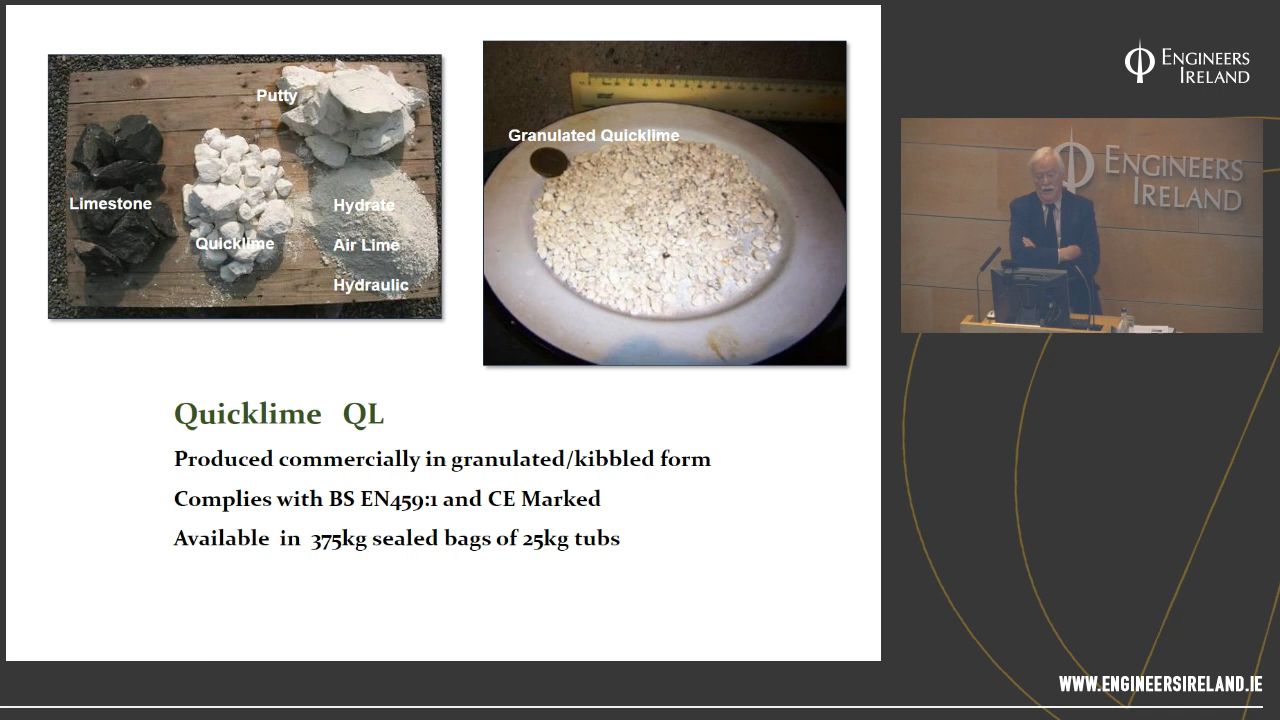 Putty
Limestone
Quicklime
Hydrate
Air Lime
Hydraulic
Granulated Quicklime
Quicklime QL
Produced commercially in granulated/kibbled form
Complies with BS EN459:1 and CE Marked
Available in 375kg sealed bags of 25kg tubs
ENGINEERS
IRELAND
ENGINEERS
IRELAND
WWW.ENGINEERSIRELAND.IE